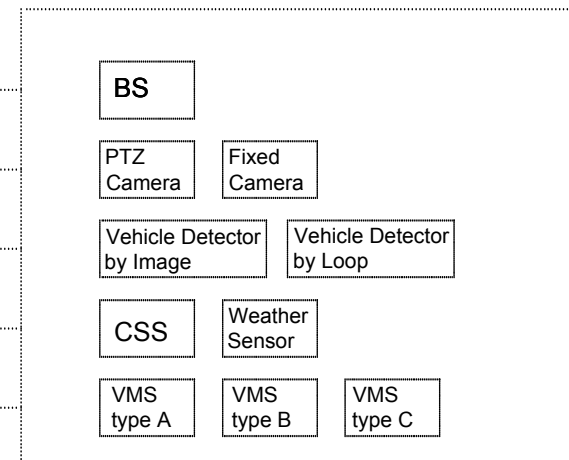 BS
PTZ
Camera
Fixed
Camera
Vehicle Detector
by Image
Vehicle Detector
by Loop
CSS
Weather
Sensor
VMS
type A
VMS
type B
VMS
type C